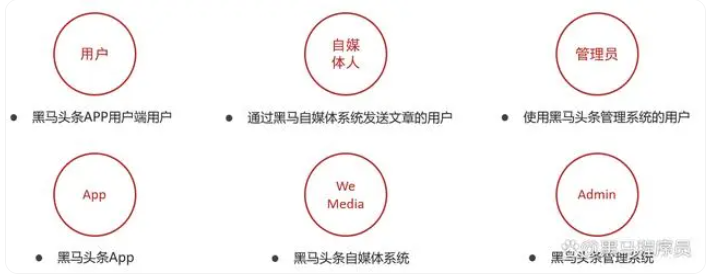 用户
自媒
体人
管理员
● 黑马头条APP用户端用户
● 通过黑马自媒体系统发送文章的用户
● 使用黑马头条管理系统的用户
App
We
Media
Admin
● 黑马头条App
● 黑马头条自媒体系统
● 黑马头条管理系统
@黑马程序员